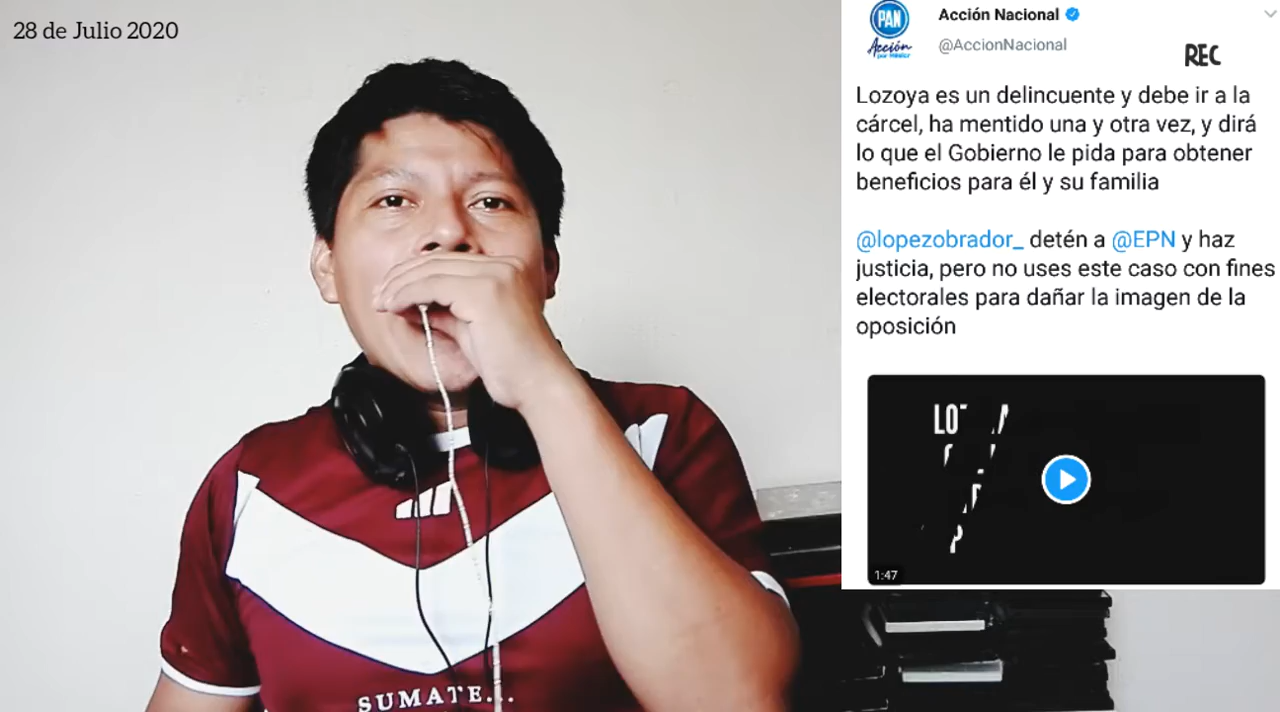 28 de Julio 2020
PAN
Acción
por México
Acción Nacional
@AccionNacional
REC
Lozoya es un delincuente y debe ir a la
cárcel, ha mentido una y otra vez, y dirá
lo que el Gobierno le pida para obtener
beneficios para él y su familia
@lopezobrador_ detén a @EPN y haz
justicia, pero no uses este caso con fines
electorales para dañar la imagen de la
oposición
1:47
SUMATE...